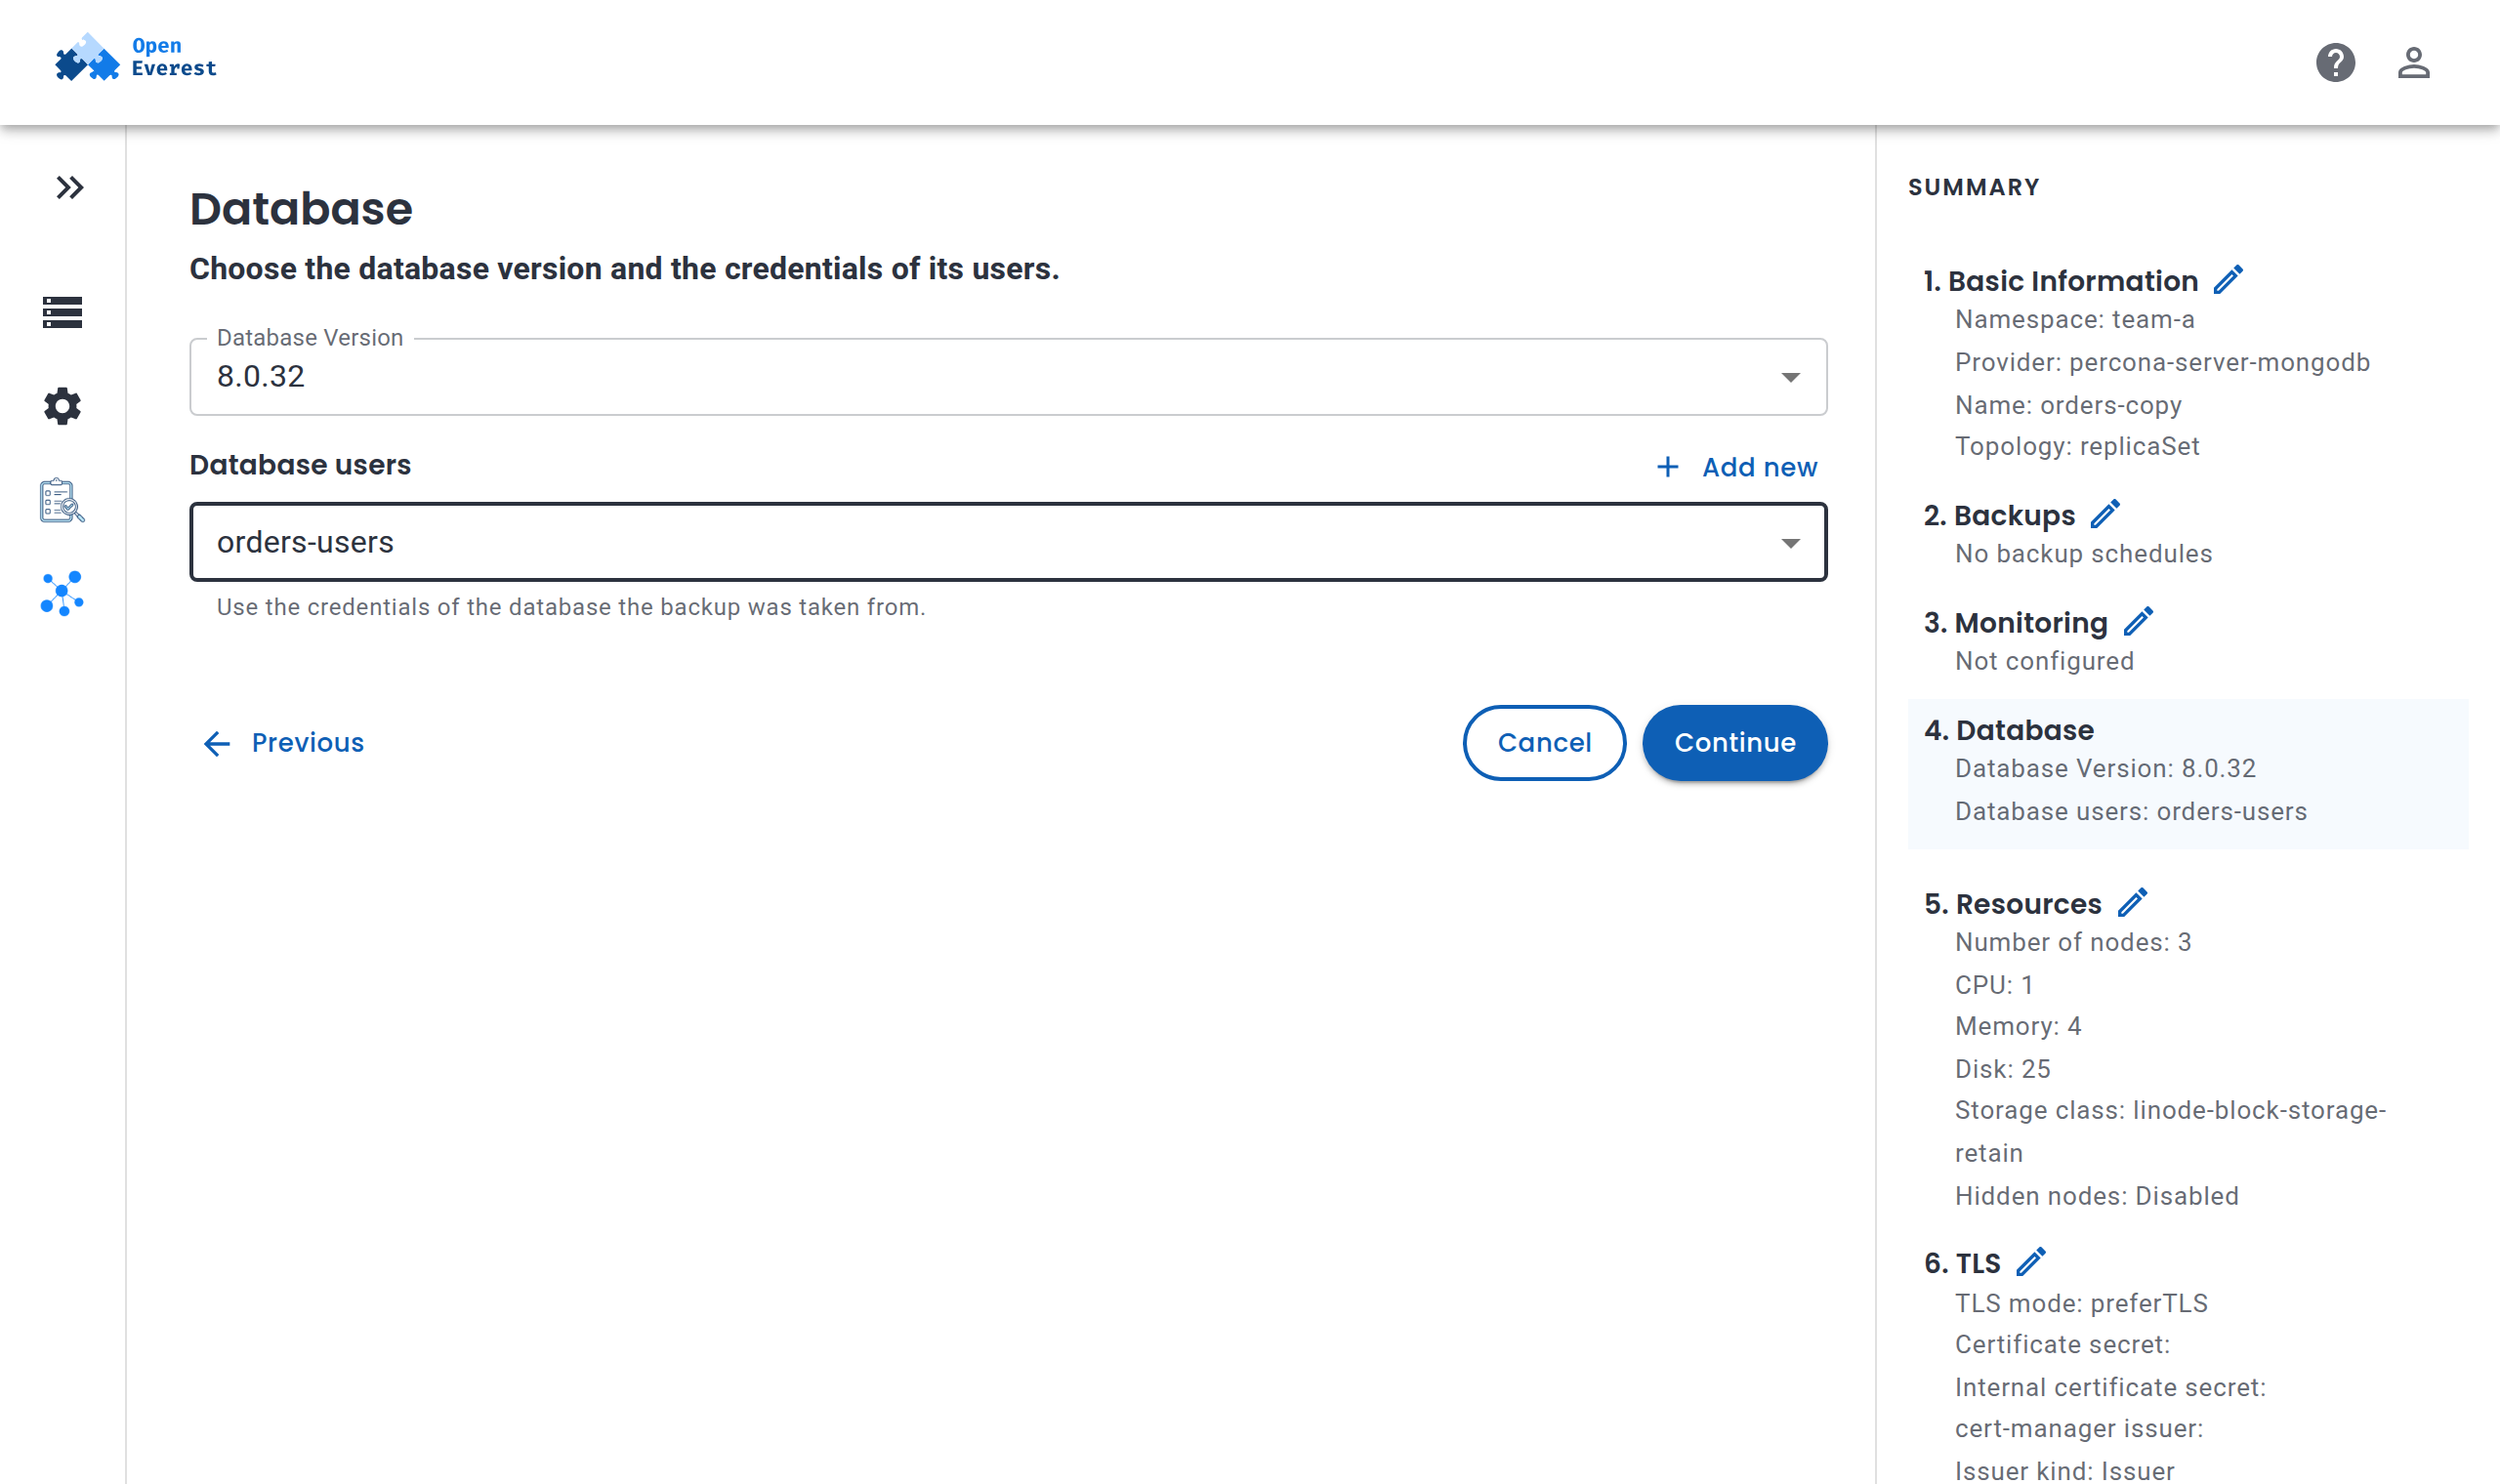 Open
Everest
Database
Choose the database version and the credentials of its users.
Database Version
8.0.32
Database users
Add new
orders-users
Use the credentials of the database the backup was taken from.
Previous
Cancel
Continue
SUMMARY
1. Basic Information
Namespace: team-a
Provider: percona-server-mongodb
Name: orders-copy
Topology: replicaSet
2. Backups
No backup schedules
3. Monitoring
Not configured
4. Database
Database Version: 8.0.32
Database users: orders-users
5. Resources
Number of nodes: 3
CPU: 1
Memory: 4
Disk: 25
Storage class: linode-block-storage-
retain
Hidden nodes: Disabled
6. TLS
TLS mode: preferTLS
Certificate secret:
Internal certificate secret:
cert-manager issuer:
Issuer kind: Issuer